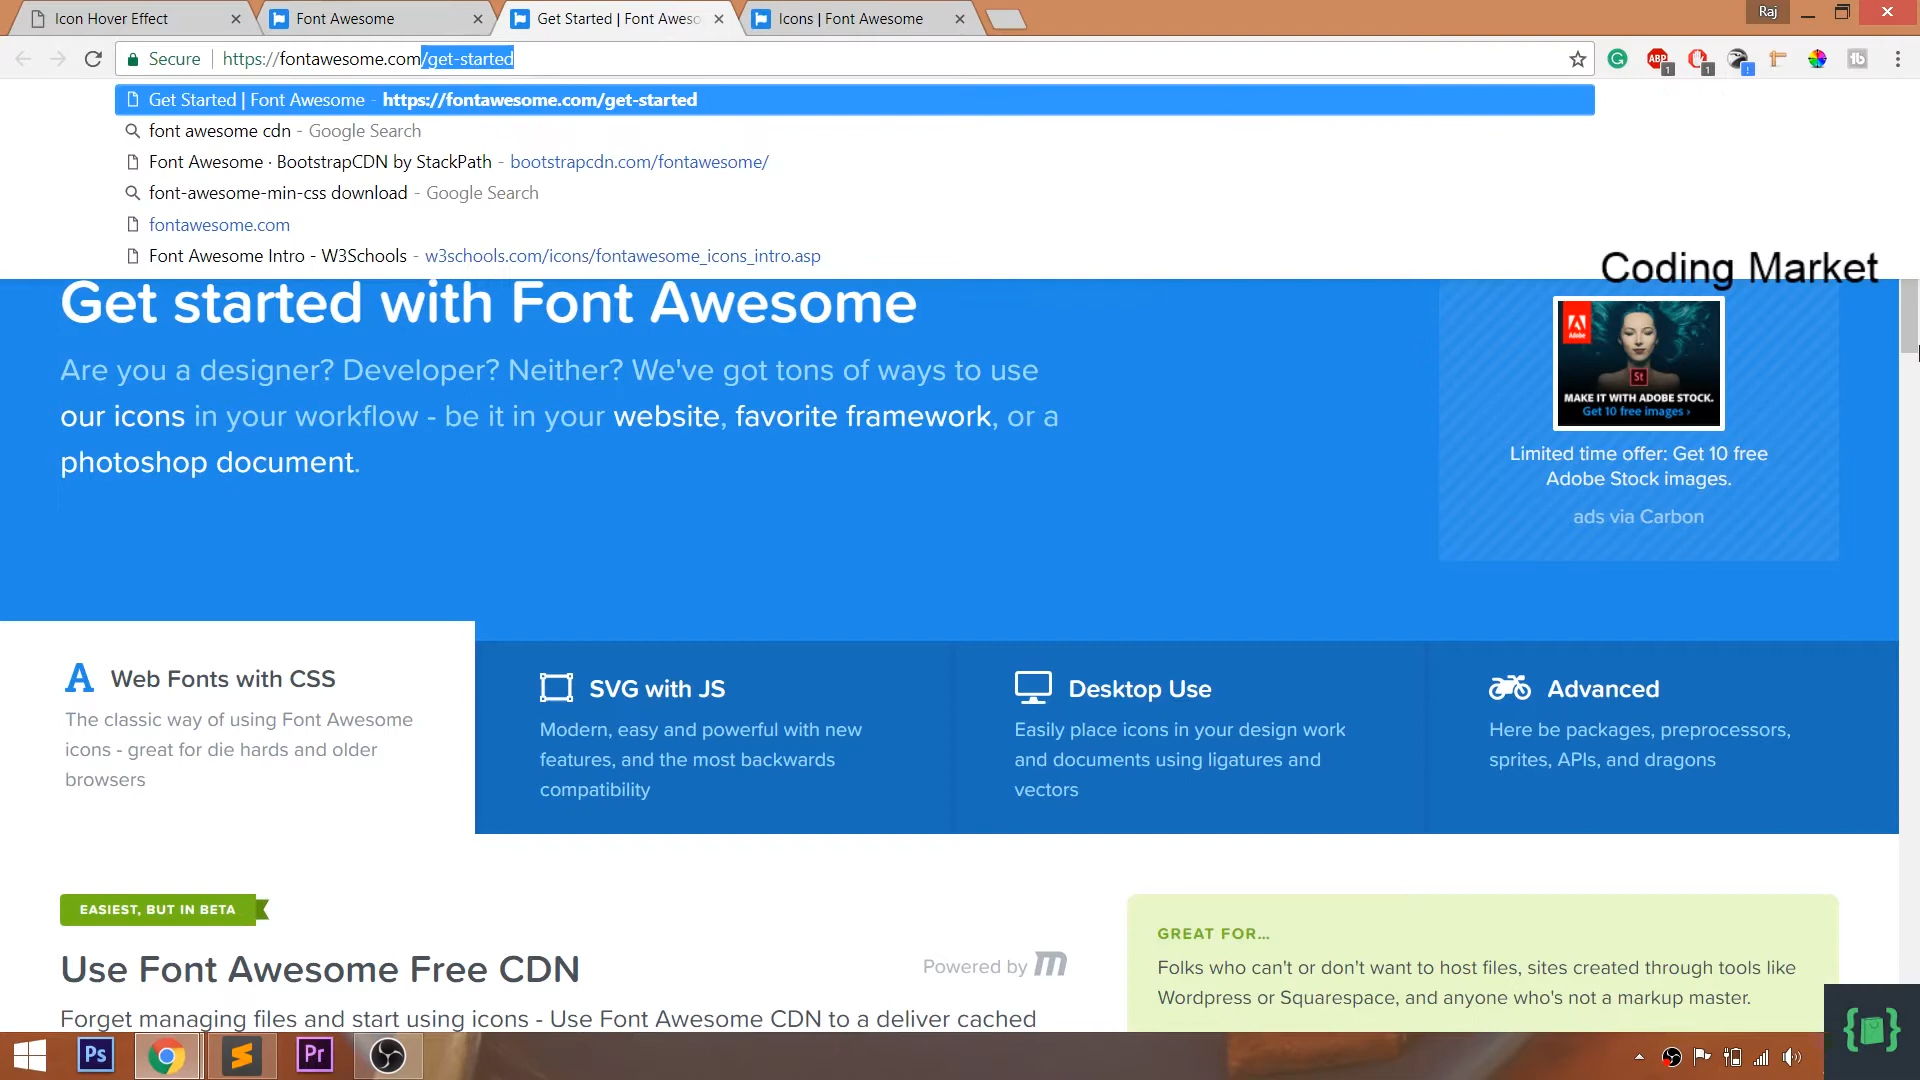 Icon Hover Effect
Font Awesome
Get Started | Font Aweso
Icons | Font Awesome
Raj
Secure
https://fontawesome.com/get-started
ABP
1
1
!
tb
Get Started | Font Awesome - https://fontawesome.com/get-started
font awesome cdn - Google Search
Font Awesome · BootstrapCDN by StackPath - bootstrapcdn.com/fontawesome/
font-awesome-min-css download - Google Search
fontawesome.com
Font Awesome Intro - W3Schools - w3schools.com/icons/fontawesome_icons_intro.asp
Coding Market
Get started with Font Awesome
Are you a designer? Developer? Neither? We've got tons of ways to use
our icons in your workflow - be it in your website, favorite framework, or a
photoshop document.
Adobe
St
MAKE IT WITH ADOBE STOCK.
Get 10 free images ›
Limited time offer: Get 10 free
Adobe Stock images.
ads via Carbon
Web Fonts with CSS
The classic way of using Font Awesome
icons - great for die hards and older
browsers
SVG with JS
Modern, easy and powerful with new
features, and the most backwards
compatibility
Desktop Use
Easily place icons in your design work
and documents using ligatures and
vectors
Advanced
Here be packages, preprocessors,
sprites, APIs, and dragons
EASIEST, BUT IN BETA
Use Font Awesome Free CDN
Powered by
Forget managing files and start using icons - Use Font Awesome CDN to a deliver cached
GREAT FOR...
Folks who can't or don't want to host files, sites created through tools like
Wordpress or Squarespace, and anyone who's not a markup master.
Ps
Pr